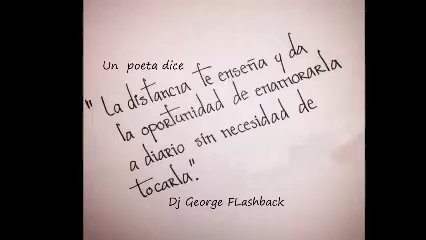 Un poeta dice
"La distancia te enseña y da
la oportunidad de enamorarla
a diario sin necesidad de
tocarla."
Dj George FLashback